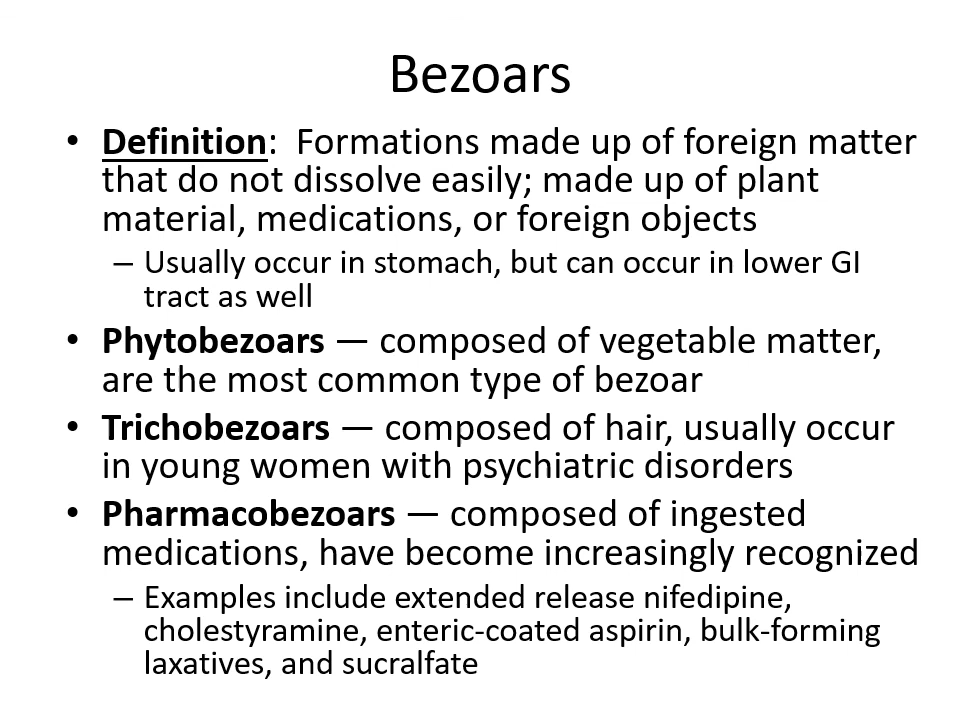 Bezoars
• Definition:  Formations made up of foreign matter
that do not dissolve easily; made up of plant
material, medications, or foreign objects
– Usually occur in stomach, but can occur in lower GI
tract as well
• Phytobezoars — composed of vegetable matter,
are the most common type of bezoar
• Trichobezoars — composed of hair, usually occur
in young women with psychiatric disorders
• Pharmacobezoars — composed of ingested
medications, have become increasingly recognized
– Examples include extended release nifedipine,
cholestyramine, enteric-coated aspirin, bulk-forming
laxatives, and sucralfate